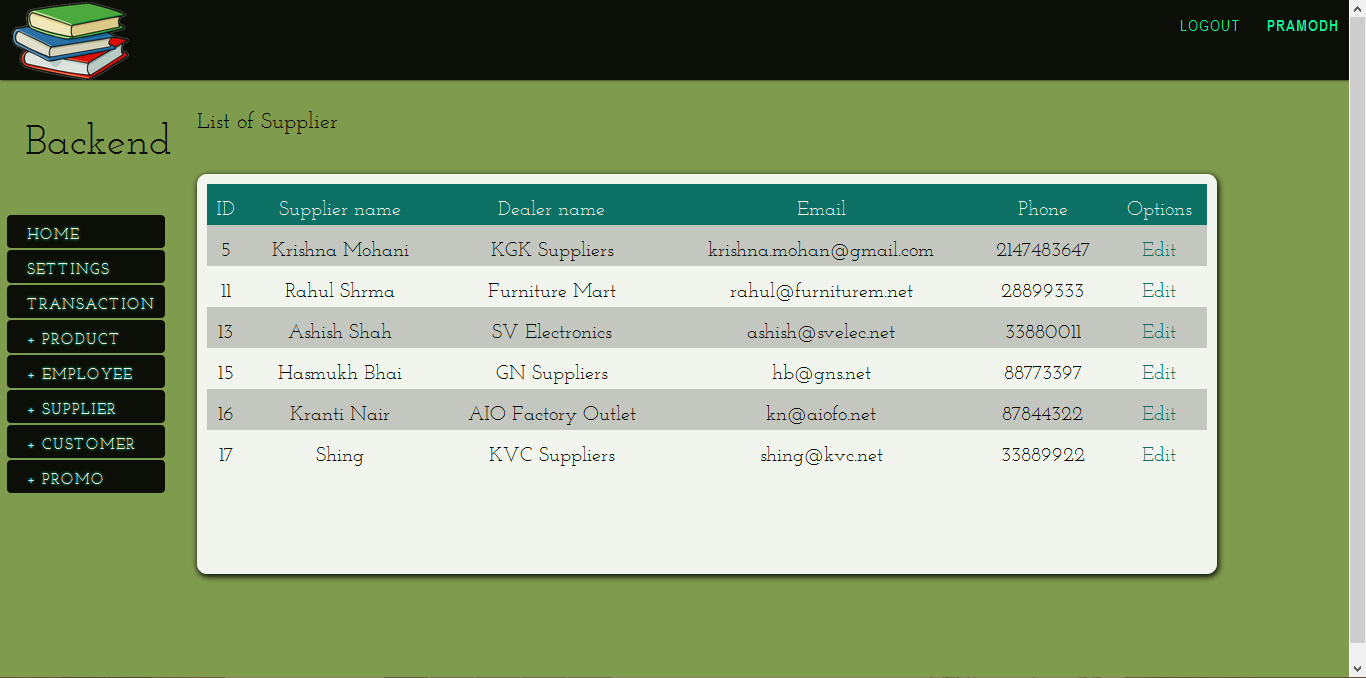 LOGOUT PRAMODH
Backend
List of Supplier
HOME
SETTINGS
TRANSACTION
+ PRODUCT
+ EMPLOYEE
+ SUPPLIER
+ CUSTOMER
+ PROMO
ID Supplier name Dealer name Email Phone Options
5 Krishna Mohani KGK Suppliers krishna.mohan@gmail.com 2147483647 Edit
11 Rahul Shrma Furniture Mart rahul@furniturem.net 28899333 Edit
13 Ashish Shah SV Electronics ashish@svelec.net 33880011 Edit
15 Hasmukh Bhai GN Suppliers hb@gns.net 88773397 Edit
16 Kranti Nair AIO Factory Outlet kn@aiofo.net 87844322 Edit
17 Shing KVC Suppliers shing@kvc.net 33889922 Edit